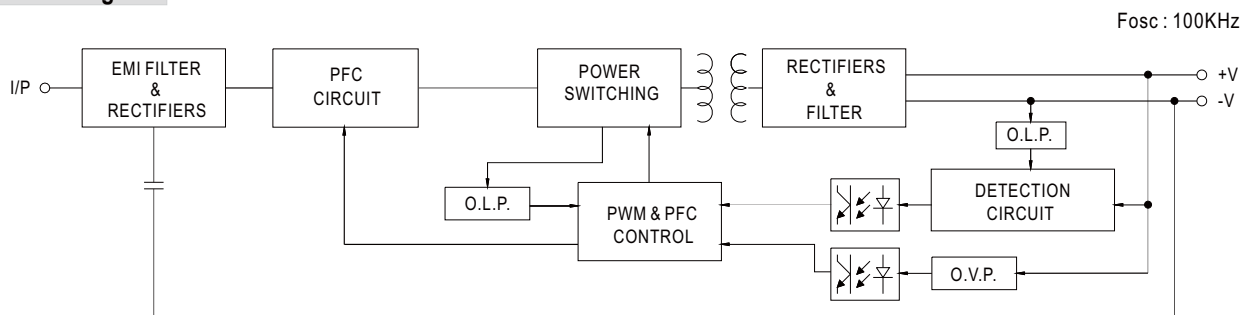 Fosc : 100KHz
I/P
EMI FILTER
&
RECTIFIERS
PFC
CIRCUIT
POWER
SWITCHING
RECTIFIERS
&
FILTER
+V
-V
O.L.P.
O.L.P.
PWM & PFC
CONTROL
DETECTION
CIRCUIT
O.V.P.